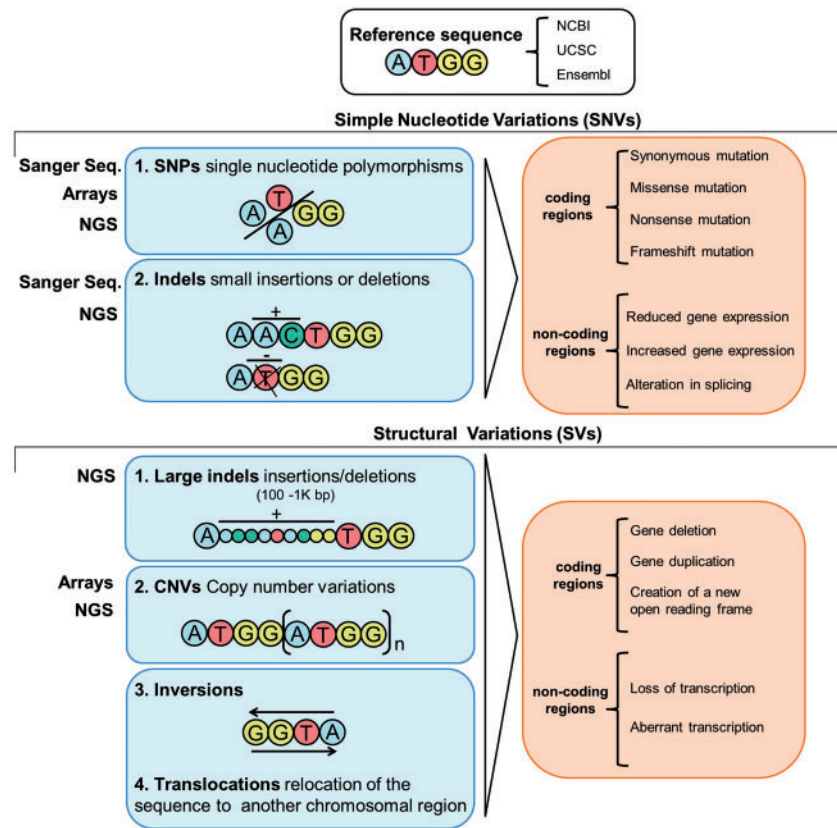 Reference sequence
A T G G
NCBI
UCSC
Ensembl
Simple Nucleotide Variations (SNVs)
Sanger Seq.
Arrays
NGS
1. SNPs single nucleotide polymorphisms
T
A G G
A
Sanger Seq.
NGS
2. Indels small insertions or deletions
+
A A C T G G
-
A T G G
coding
regions
Synonymous mutation
Missense mutation
Nonsense mutation
Frameshift mutation
non-coding
regions
Reduced gene expression
Increased gene expression
Alteration in splicing
Structural Variations (SVs)
NGS
1. Large indels insertions/deletions
(100 -1K bp)
+
A T G G
Arrays
NGS
2. CNVs Copy number variations
A T G G A T G G n
3. Inversions
G G T A
4. Translocations relocation of the
sequence to another chromosomal region
coding
regions
Gene deletion
Gene duplication
Creation of a new
open reading frame
non-coding
regions
Loss of transcription
Aberrant transcription